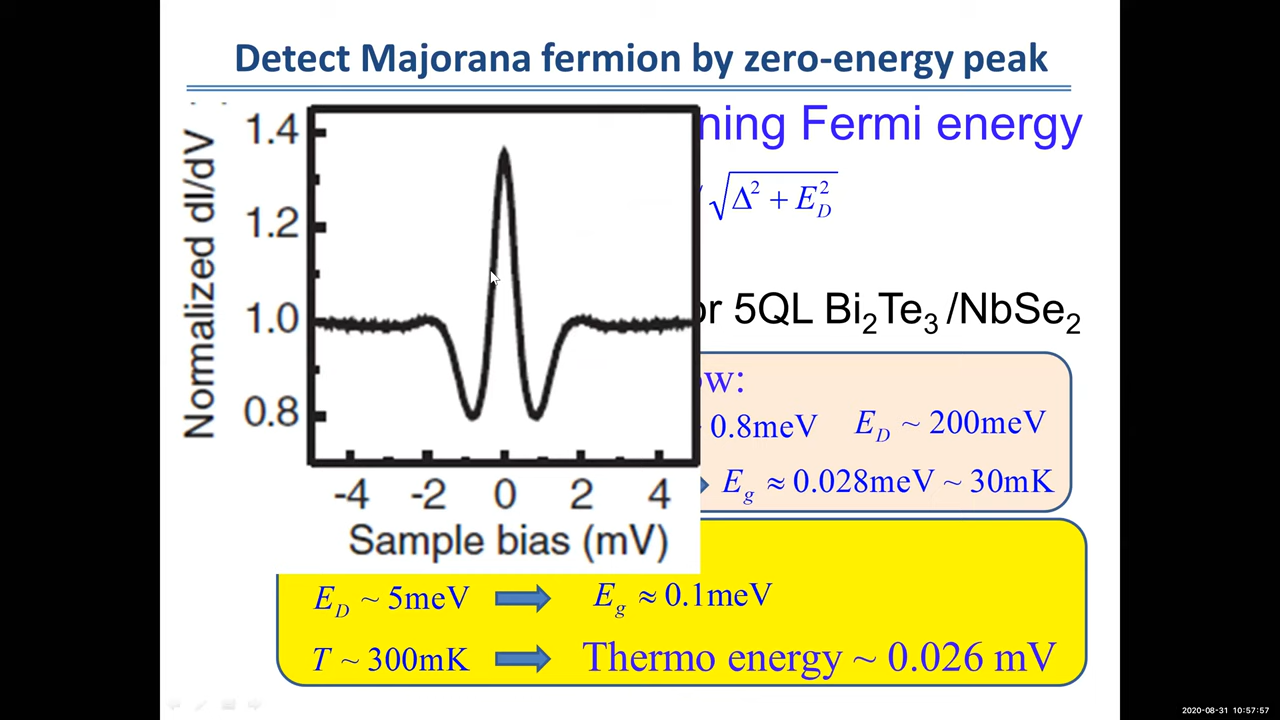 Detect Majorana fermion by zero-energy peak
ning Fermi energy
√Δ² + E_D²
Normalized dI/dV
1.4
1.2
1.0
0.8
-4 -2 0 2 4
Sample bias (mV)
or 5QL Bi₂Te₃ /NbSe₂
ow:
0.8meV E_D ~ 200meV
E_g ≈ 0.028meV ~ 30mK
E_D ~ 5meV E_g ≈ 0.1meV
T ~ 300mK Thermo energy ~ 0.026 mV
2020-08-31 10:57:57